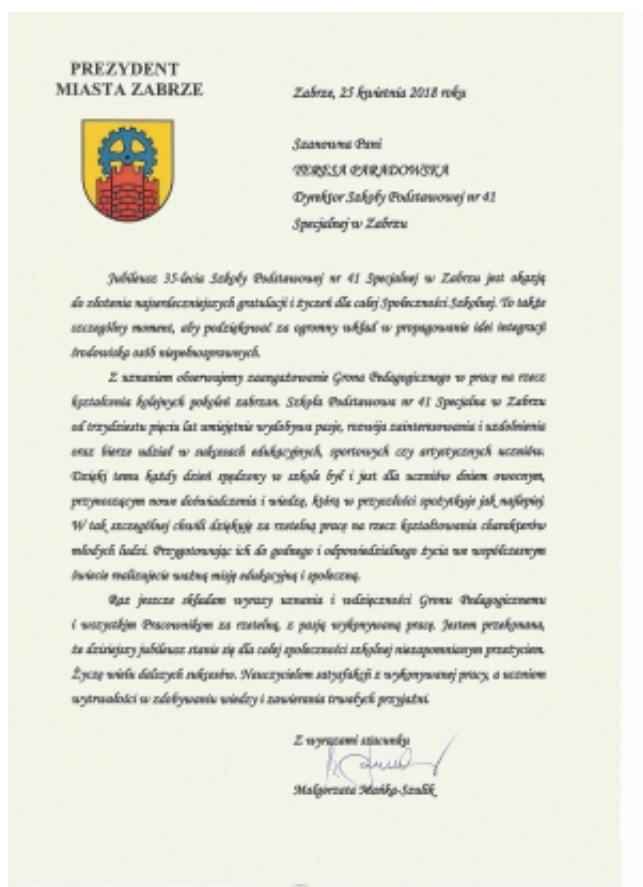 PREZYDENT
MIASTA ZABRZE
Zabrze, 25 kwietnia 2018 roku
Szanowna Pani
TERESA PARADOWSKA
Dyrektor Szkoły Podstawowej nr 41
Specjalnej w Zabrzu
Jubileusz 35-lecia Szkoły Podstawowej nr 41 Specjalnej w Zabrzu jest okazją
do złożenia najserdeczniejszych gratulacji i życzeń dla całej Społeczności Szkolnej. To także
szczególny moment, aby podziękować za ogromny wkład w propagowanie idei integracji
środowiska osób niepełnosprawnych.
Z uznaniem obserwujemy zaangażowanie Grona Pedagogicznego w pracę na rzecz
kształcenia kolejnych pokoleń zabrzan. Szkoła Podstawowa nr 41 Specjalna w Zabrzu
od trzydziestu pięciu lat umiejętnie wydobywa pasje, rozwija zainteresowania i uzdolnienia
oraz bierze udział w sukcesach edukacyjnych, sportowych czy artystycznych uczniów.
Dzięki temu każdy dzień spędzony w szkole był i jest dla uczniów dniem owocnym,
przynoszącym nowe doświadczenia i wiedzę, którą w przyszłości spożytkuje jak najlepiej.
W tak szczególnej chwili dziękuję za rzetelną pracę na rzecz kształtowania charakterów
młodych ludzi. Przygotowując ich do godnego i odpowiedzialnego życia we współczesnym
świecie realizujecie ważną misję edukacyjną i społeczną.
Raz jeszcze składam wyrazy uznania i wdzięczności Gronu Pedagogicznemu
i wszystkim Pracownikom za rzetelną, z pasją wykonywaną pracę. Jestem przekonana,
że dzisiejszy jubileusz stanie się dla całej społeczności szkolnej niezapomnianym przeżyciem.
Życzę wielu dalszych sukcesów. Nauczycielom satysfakcji z wykonywanej pracy, a uczniom
wytrwałości w zdobywaniu wiedzy i zawierania trwałych przyjaźni.
Z wyrazami szacunku
Małgorzata Mańka-Szulik